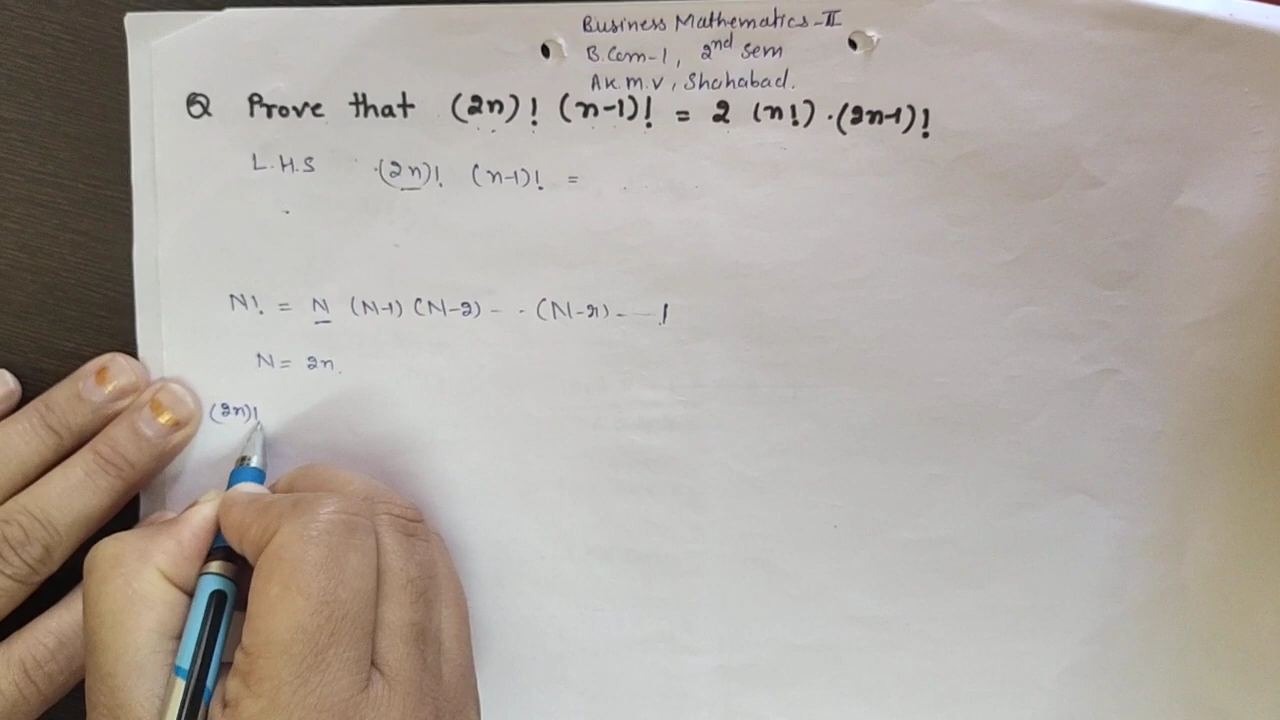 Business Mathematics-II
B.Com-1, 2nd Sem
A.K.M.V, Shahabad.
Q Prove that (2n)! (n-1)! = 2 (n!) · (2n-1)!
L.H.S (2n)! (n-1)! =
N! = N (N-1) (N-2) - - (N-r) - - - 1
N = 2n.
(2n)!